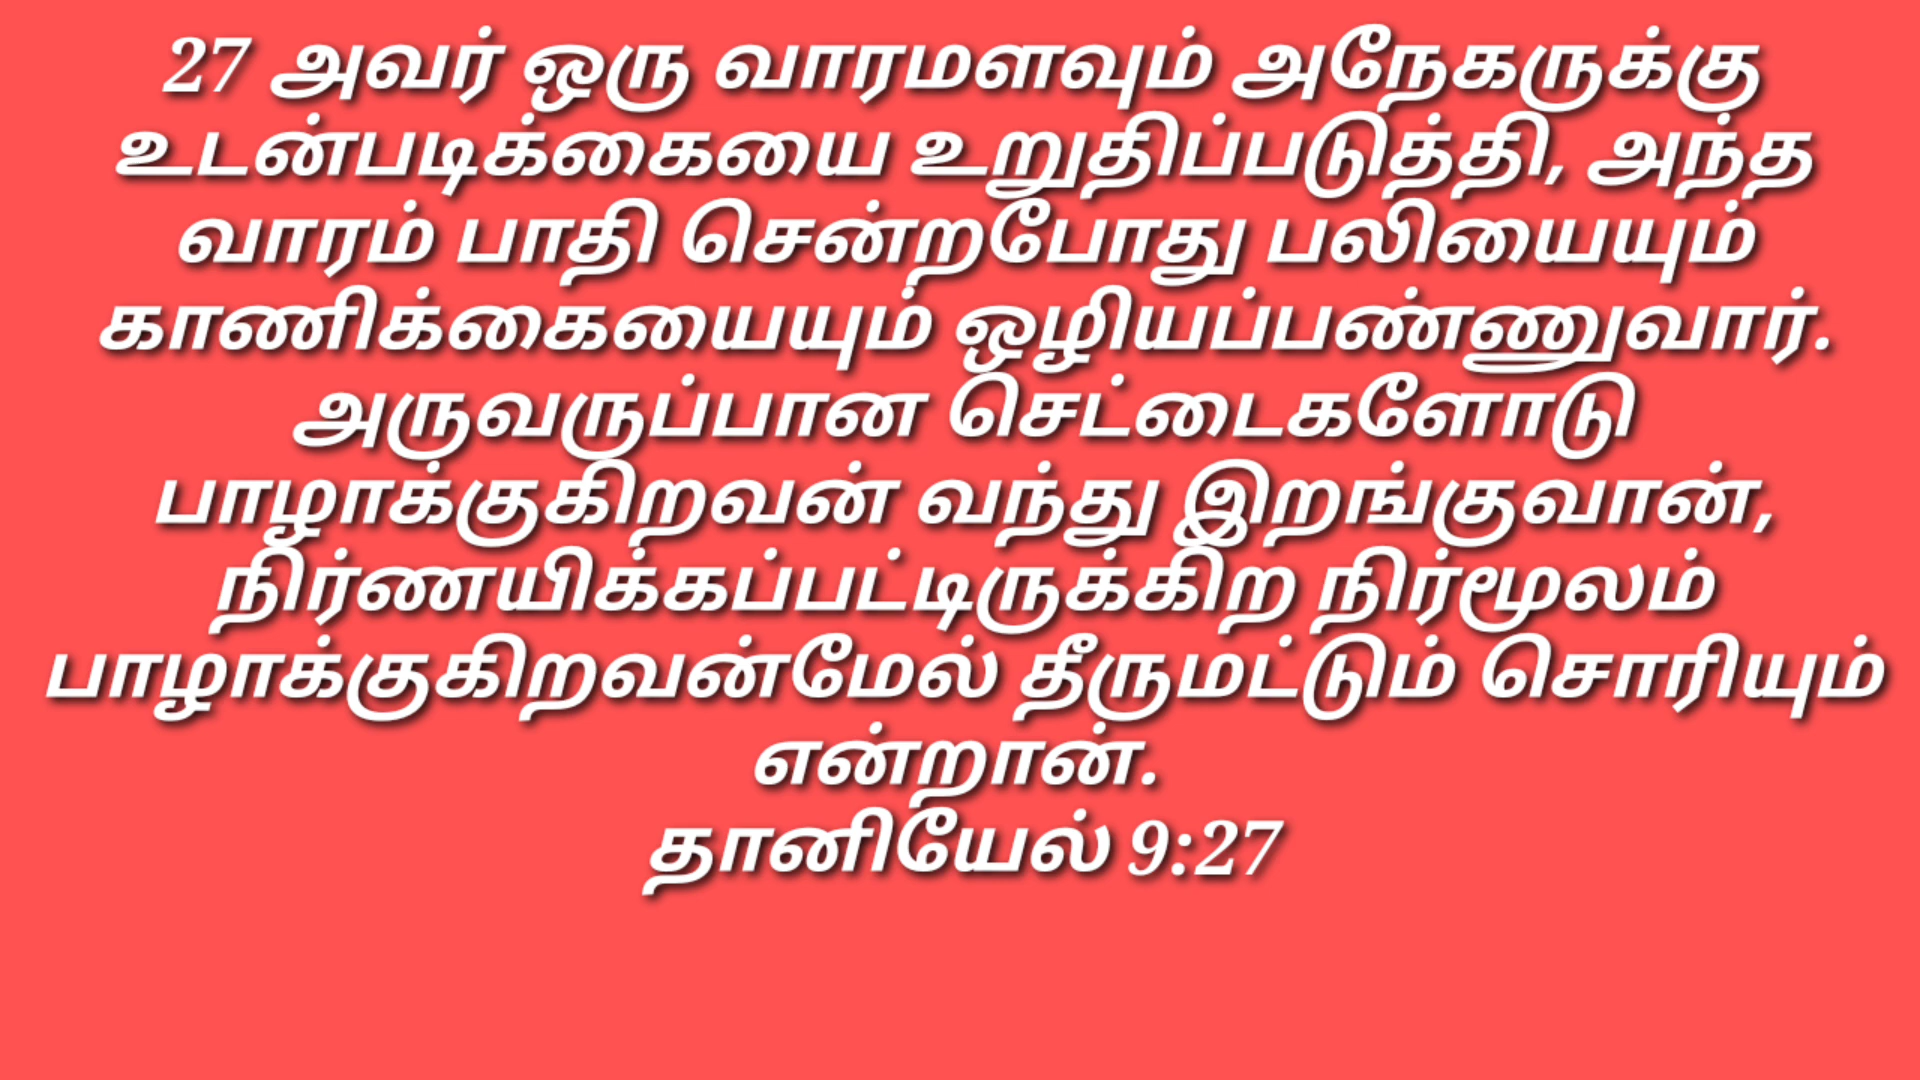 27 அவர் ஒரு வாரமளவும் அநேகருக்கு
உடன்படிக்கையை உறுதிப்படுத்தி, அந்த
வாரம் பாதி சென்றபோது பலியையும்
காணிக்கையையும் ஒழியப்பண்ணுவார்.
அருவருப்பான செட்டைகளோடு
பாழாக்குகிறவன் வந்து இறங்குவான்,
நிர்ணயிக்கப்பட்டிருக்கிற நிர்மூலம்
பாழாக்குகிறவன்மேல் தீருமட்டும் சொரியும்
என்றான்.
தானியேல் 9:27